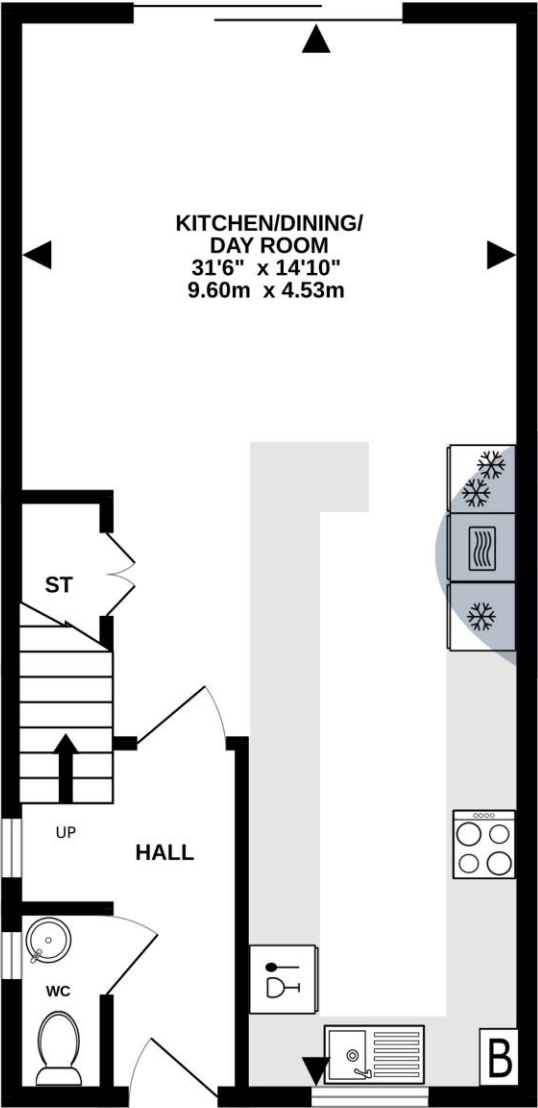 KITCHEN/DINING/
DAY ROOM
31'6" x 14'10"
9.60m x 4.53m
ST
UP
HALL
WC
B